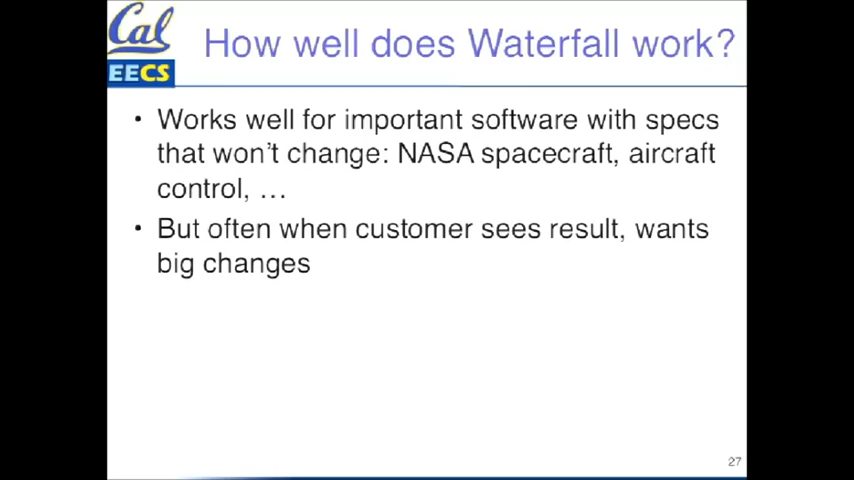 Cal
EECS
How well does Waterfall work?
• Works well for important software with specs
that won't change: NASA spacecraft, aircraft
control, …
• But often when customer sees result, wants
big changes
27